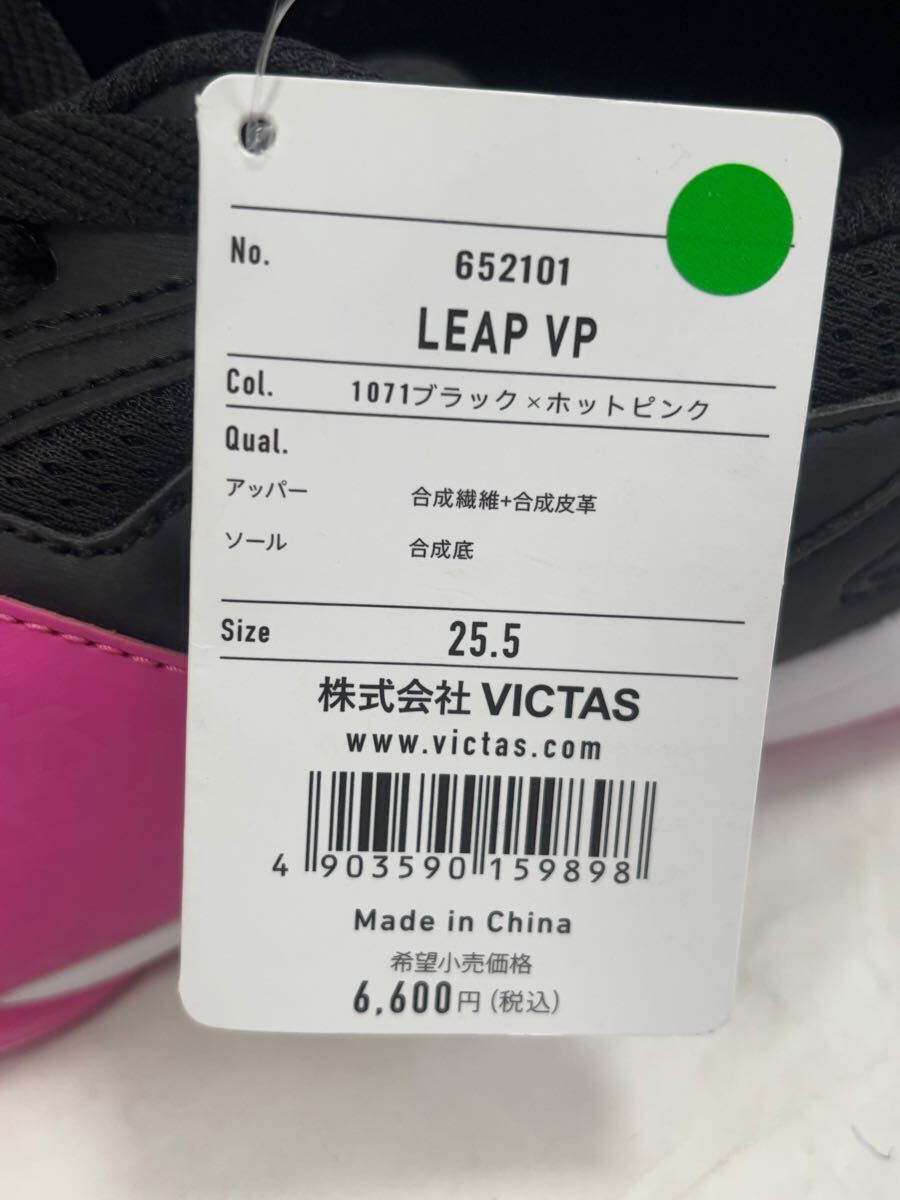 No. 652101
LEAP VP
Col. 1071ブラック×ホットピンク
Qual.
アッパー 合成繊維+合成皮革
ソール 合成底
Size 25.5
株式会社 VICTAS
www.victas.com
4 903590 159898
Made in China
希望小売価格
6,600円(税込)